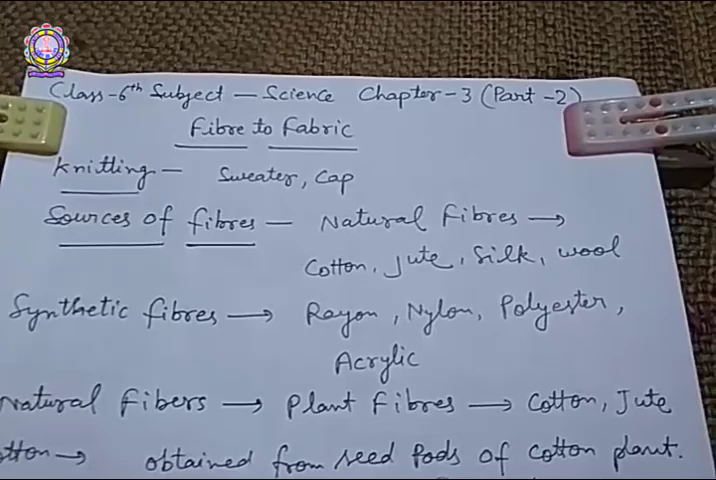 Class-6th Subject — Science Chapter-3 (Part-2)
Fibre to Fabric
Knitting — Sweater, Cap
Sources of fibres — Natural Fibres →
Cotton, Jute, Silk, wool
Synthetic fibres → Rayon, Nylon, Polyester,
Acrylic
Natural Fibers → Plant Fibres → Cotton, Jute
otton → obtained from seed Pods of cotton plant.